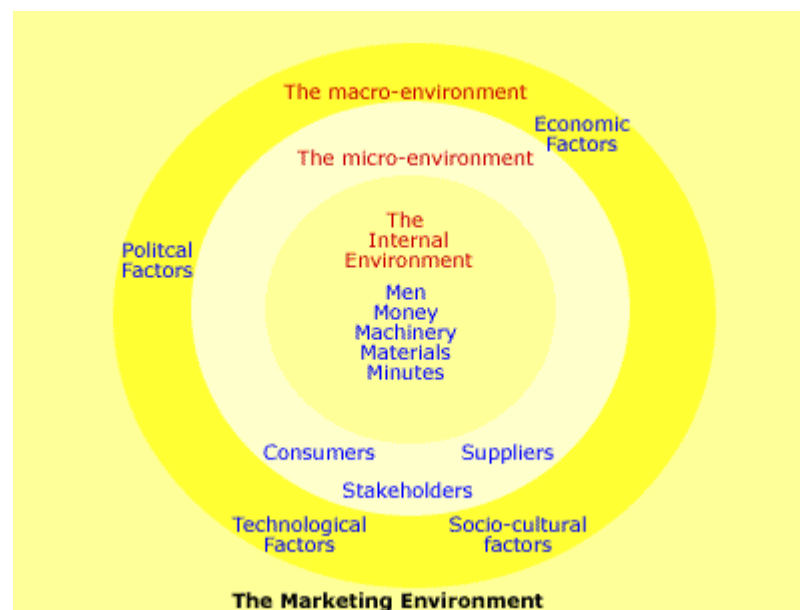 The macro-environment
Economic
Factors
The micro-environment
The
Internal
Environment
Politcal
Factors
Men
Money
Machinery
Materials
Minutes
Consumers
Suppliers
Stakeholders
Technological
Factors
Socio-cultural
factors
The Marketing Environment